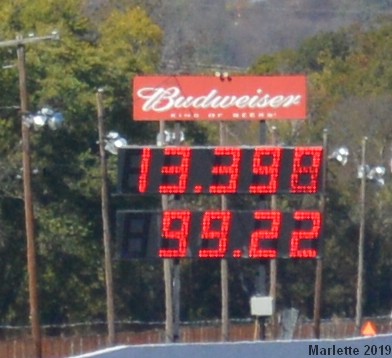 Budweiser
KING OF BEERS
13.398
99.22
Marlette 2019